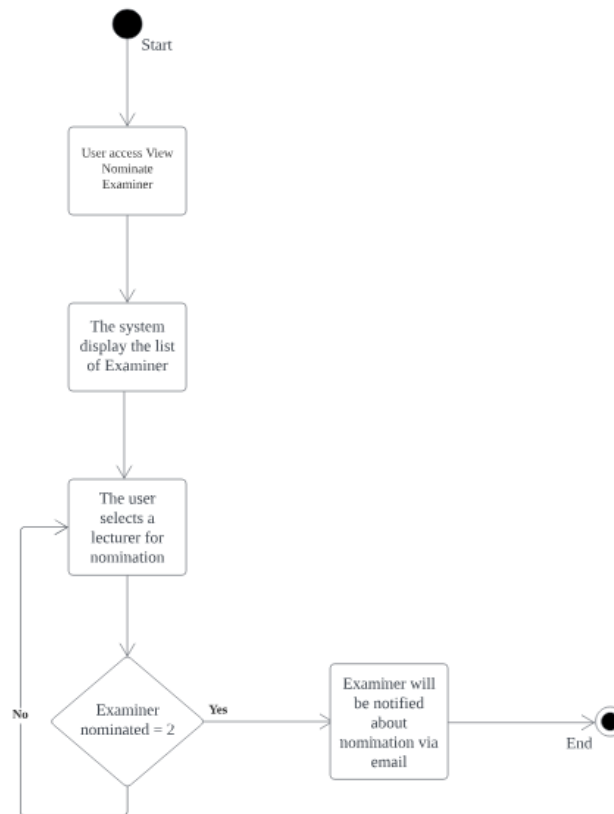 Start
User access View
Nominate
Examiner
The system
display the list
of Examiner
The user
selects a
lecturer for
nomination
Examiner
nominated = 2
Yes
No
Examiner will
be notified
about
nomination via
email
End